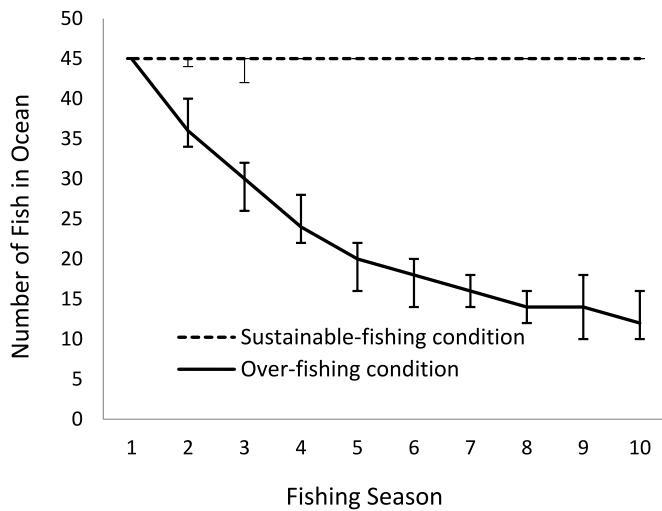 50
45
40
35
30
25
20
15
10
5
0
Number of Fish in Ocean
Sustainable-fishing condition
Over-fishing condition
1 2 3 4 5 6 7 8 9 10
Fishing Season